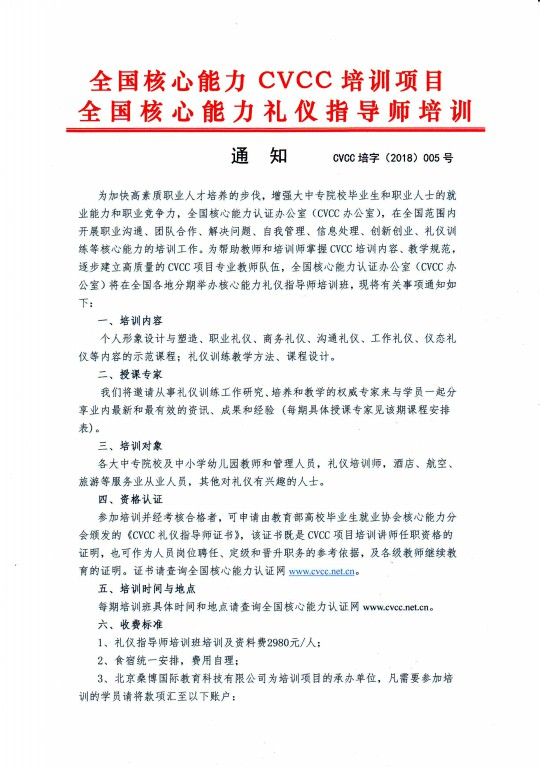 全国核心能力 CVCC 培训项目
全国核心能力礼仪指导师培训
通 知 CVCC 培字（2018）005 号
为加快高素质职业人才培养的步伐，增强大中专院校毕业生和职业人士的就
业能力和职业竞争力，全国核心能力认证办公室（CVCC 办公室），在全国范围内
开展职业沟通、团队合作、解决问题、自我管理、信息处理、创新创业、礼仪训
练等核心能力的培训工作。为帮助教师和培训师掌握 CVCC 培训内容、教学规范，
逐步建立高质量的 CVCC 项目专业教师队伍，全国核心能力认证办公室（CVCC 办
公室）将在全国各地分期举办核心能力礼仪指导师培训班，现将有关事项通知如
下：
一、培训内容
个人形象设计与塑造、职业礼仪、商务礼仪、沟通礼仪、工作礼仪、仪态礼
仪等内容的示范课程；礼仪训练教学方法、课程设计。
二、授课专家
我们将邀请从事礼仪训练工作研究、培养和教学的权威专家来与学员一起分
享业内最新和最有效的资讯、成果和经验（每期具体授课专家见该期课程安排
表）。
三、培训对象
各大中专院校及中小学幼儿园教师和管理人员，礼仪培训师，酒店、航空、
旅游等服务业从业人员，其他对礼仪有兴趣的人士。
四、资格认证
参加培训并经考核合格者，可申请由教育部高校毕业生就业协会核心能力分
会颁发的《CVCC 礼仪指导师证书》，该证书既是 CVCC 项目培训讲师任职资格的
证明，也可作为人员岗位聘任、定级和晋升职务的参考依据，及各级教师继续教
育的证明。证书请查询全国核心能力认证网 www.cvcc.net.cn。
五、培训时间与地点
每期培训班具体时间和地点请查询全国核心能力认证网 www.cvcc.net.cn。
六、收费标准
1、礼仪指导师培训班培训及资料费2980元/人；
2、食宿统一安排，费用自理；
3、北京桑博国际教育科技有限公司为培训项目的承办单位，凡需要参加培
训的学员请将款项汇至以下账户：